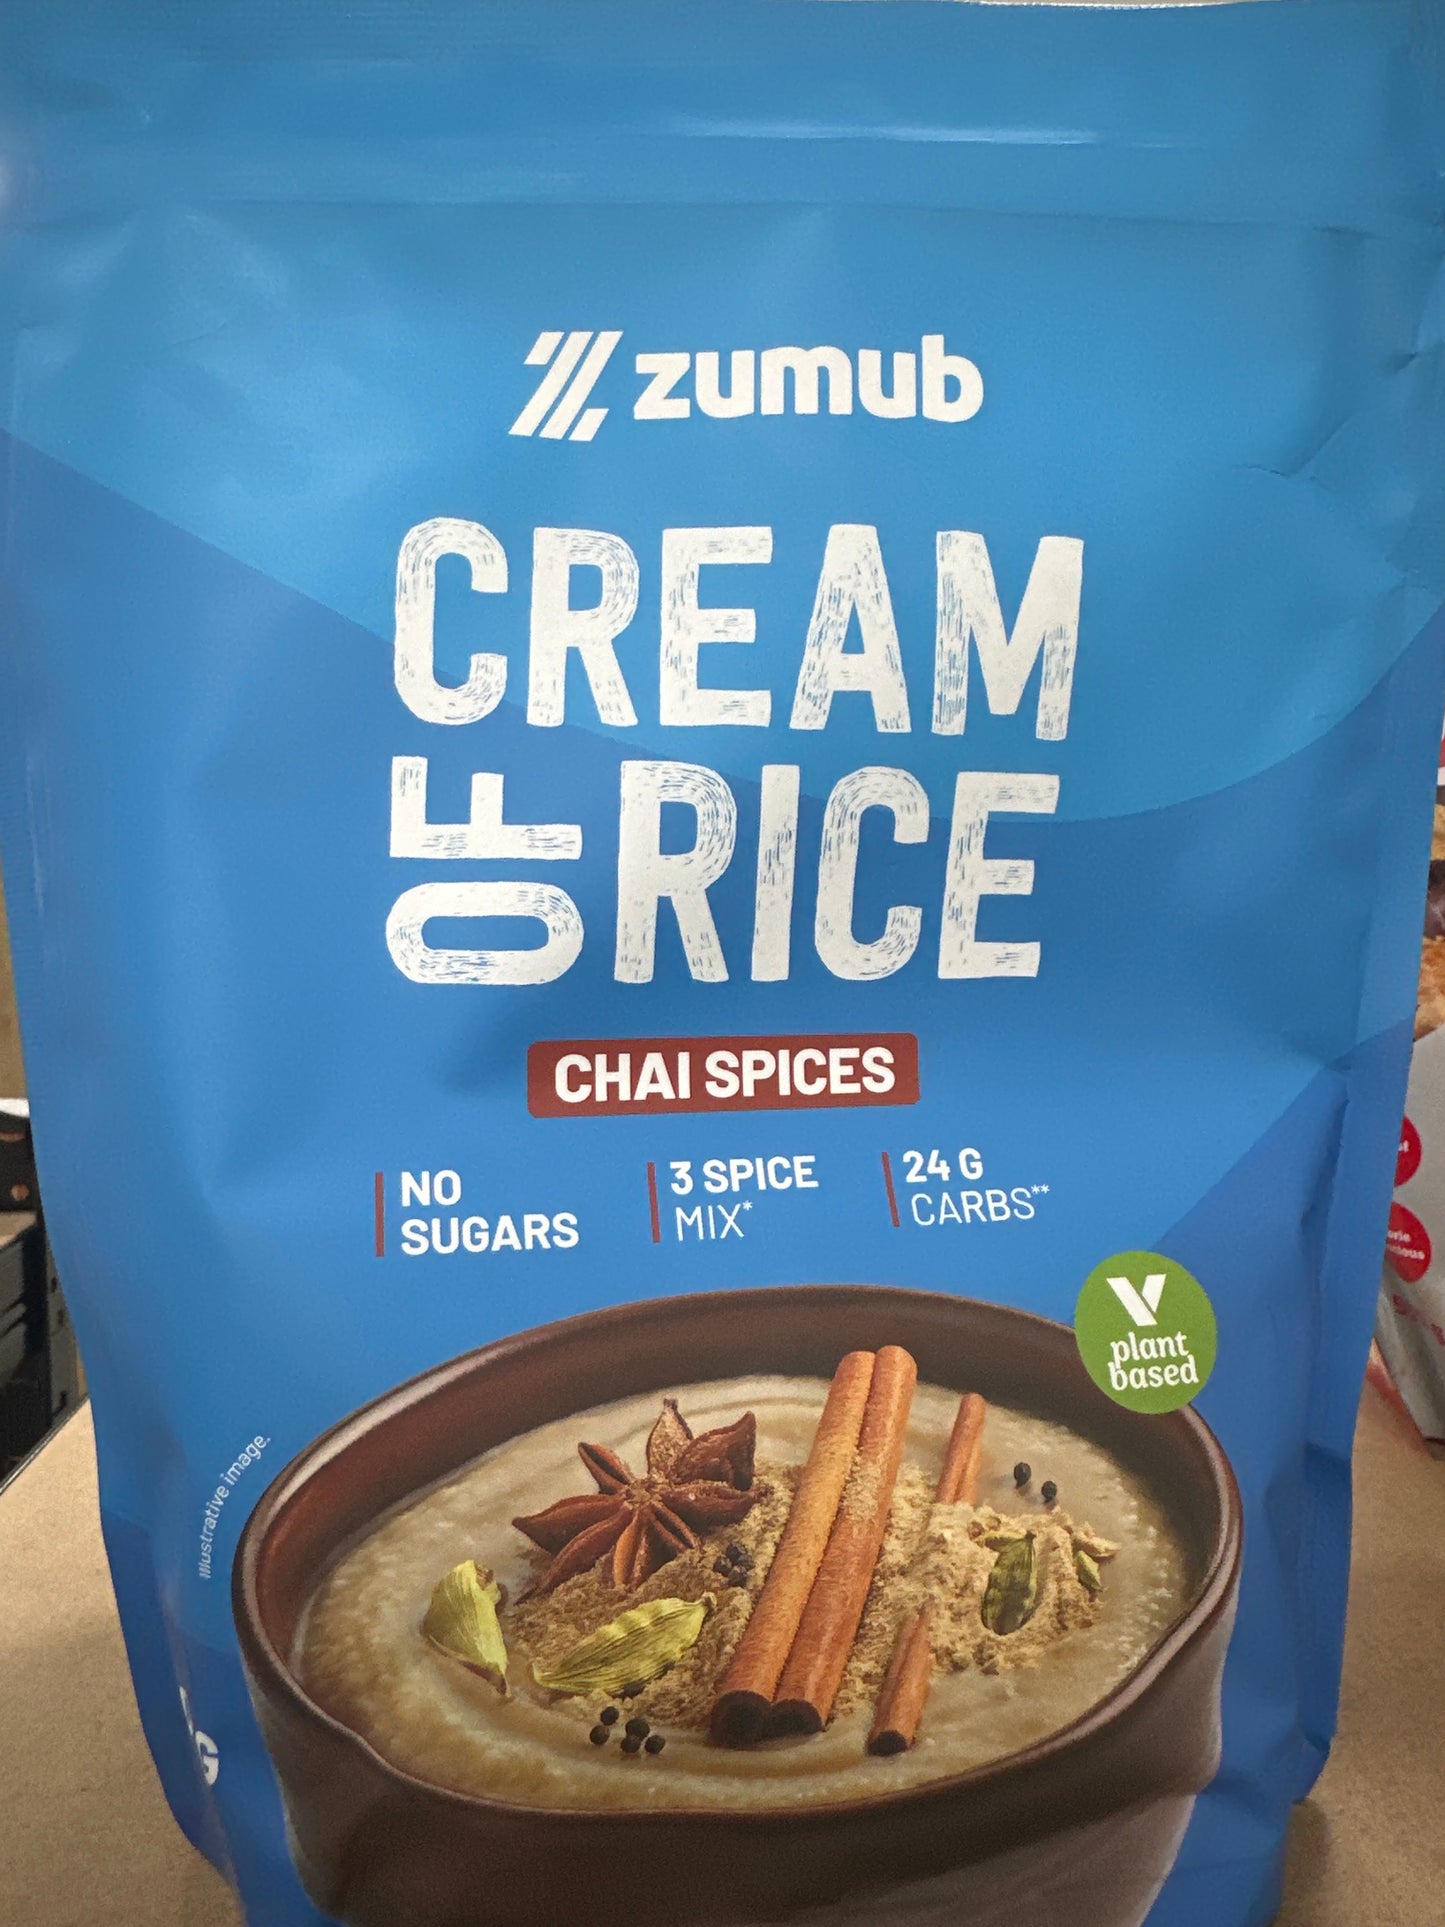 zumub
CREAM
OF RICE
CHAI SPICES
NO
SUGARS
3 SPICE
MIX*
24 G
CARBS**
V
plant
based
Illustrative image.
G